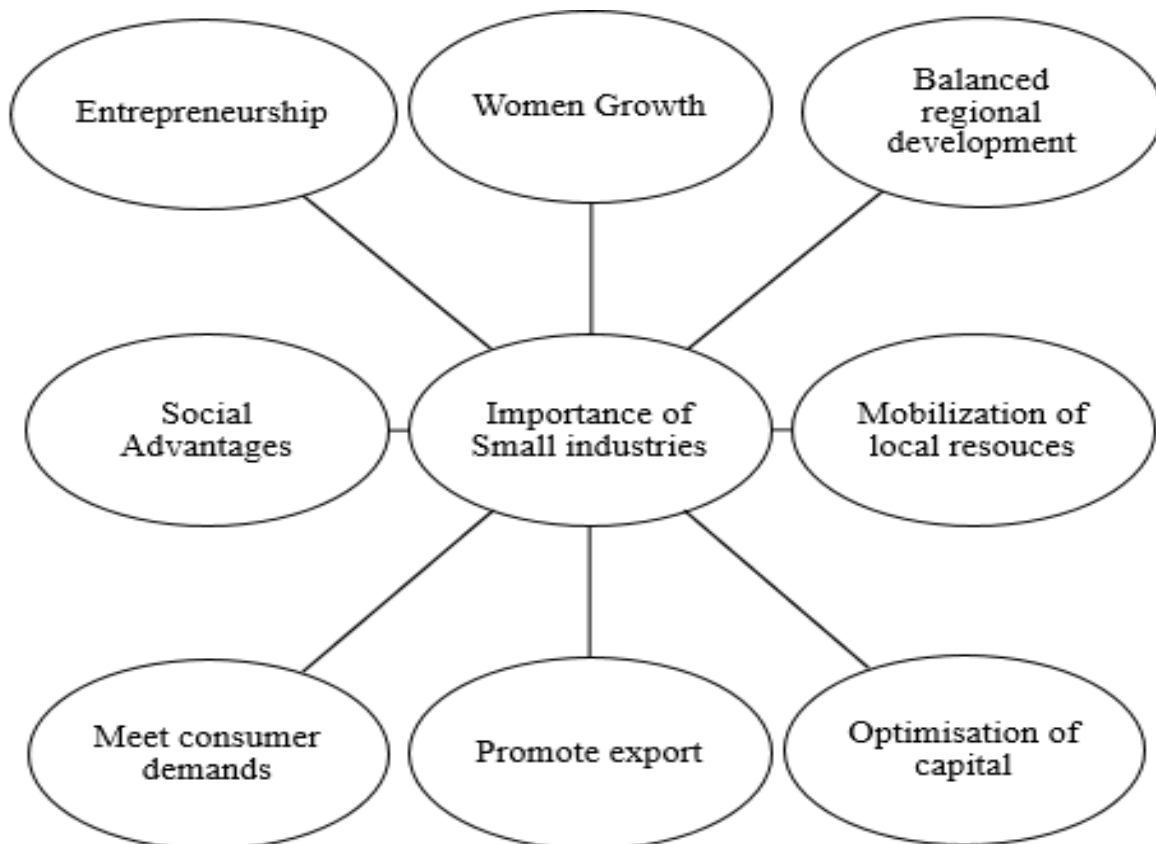 Entrepreneurship
Women Growth
Balanced
regional
development
Social
Advantages
Importance of
Small industries
Mobilization of
local resouces
Meet consumer
demands
Promote export
Optimisation of
capital